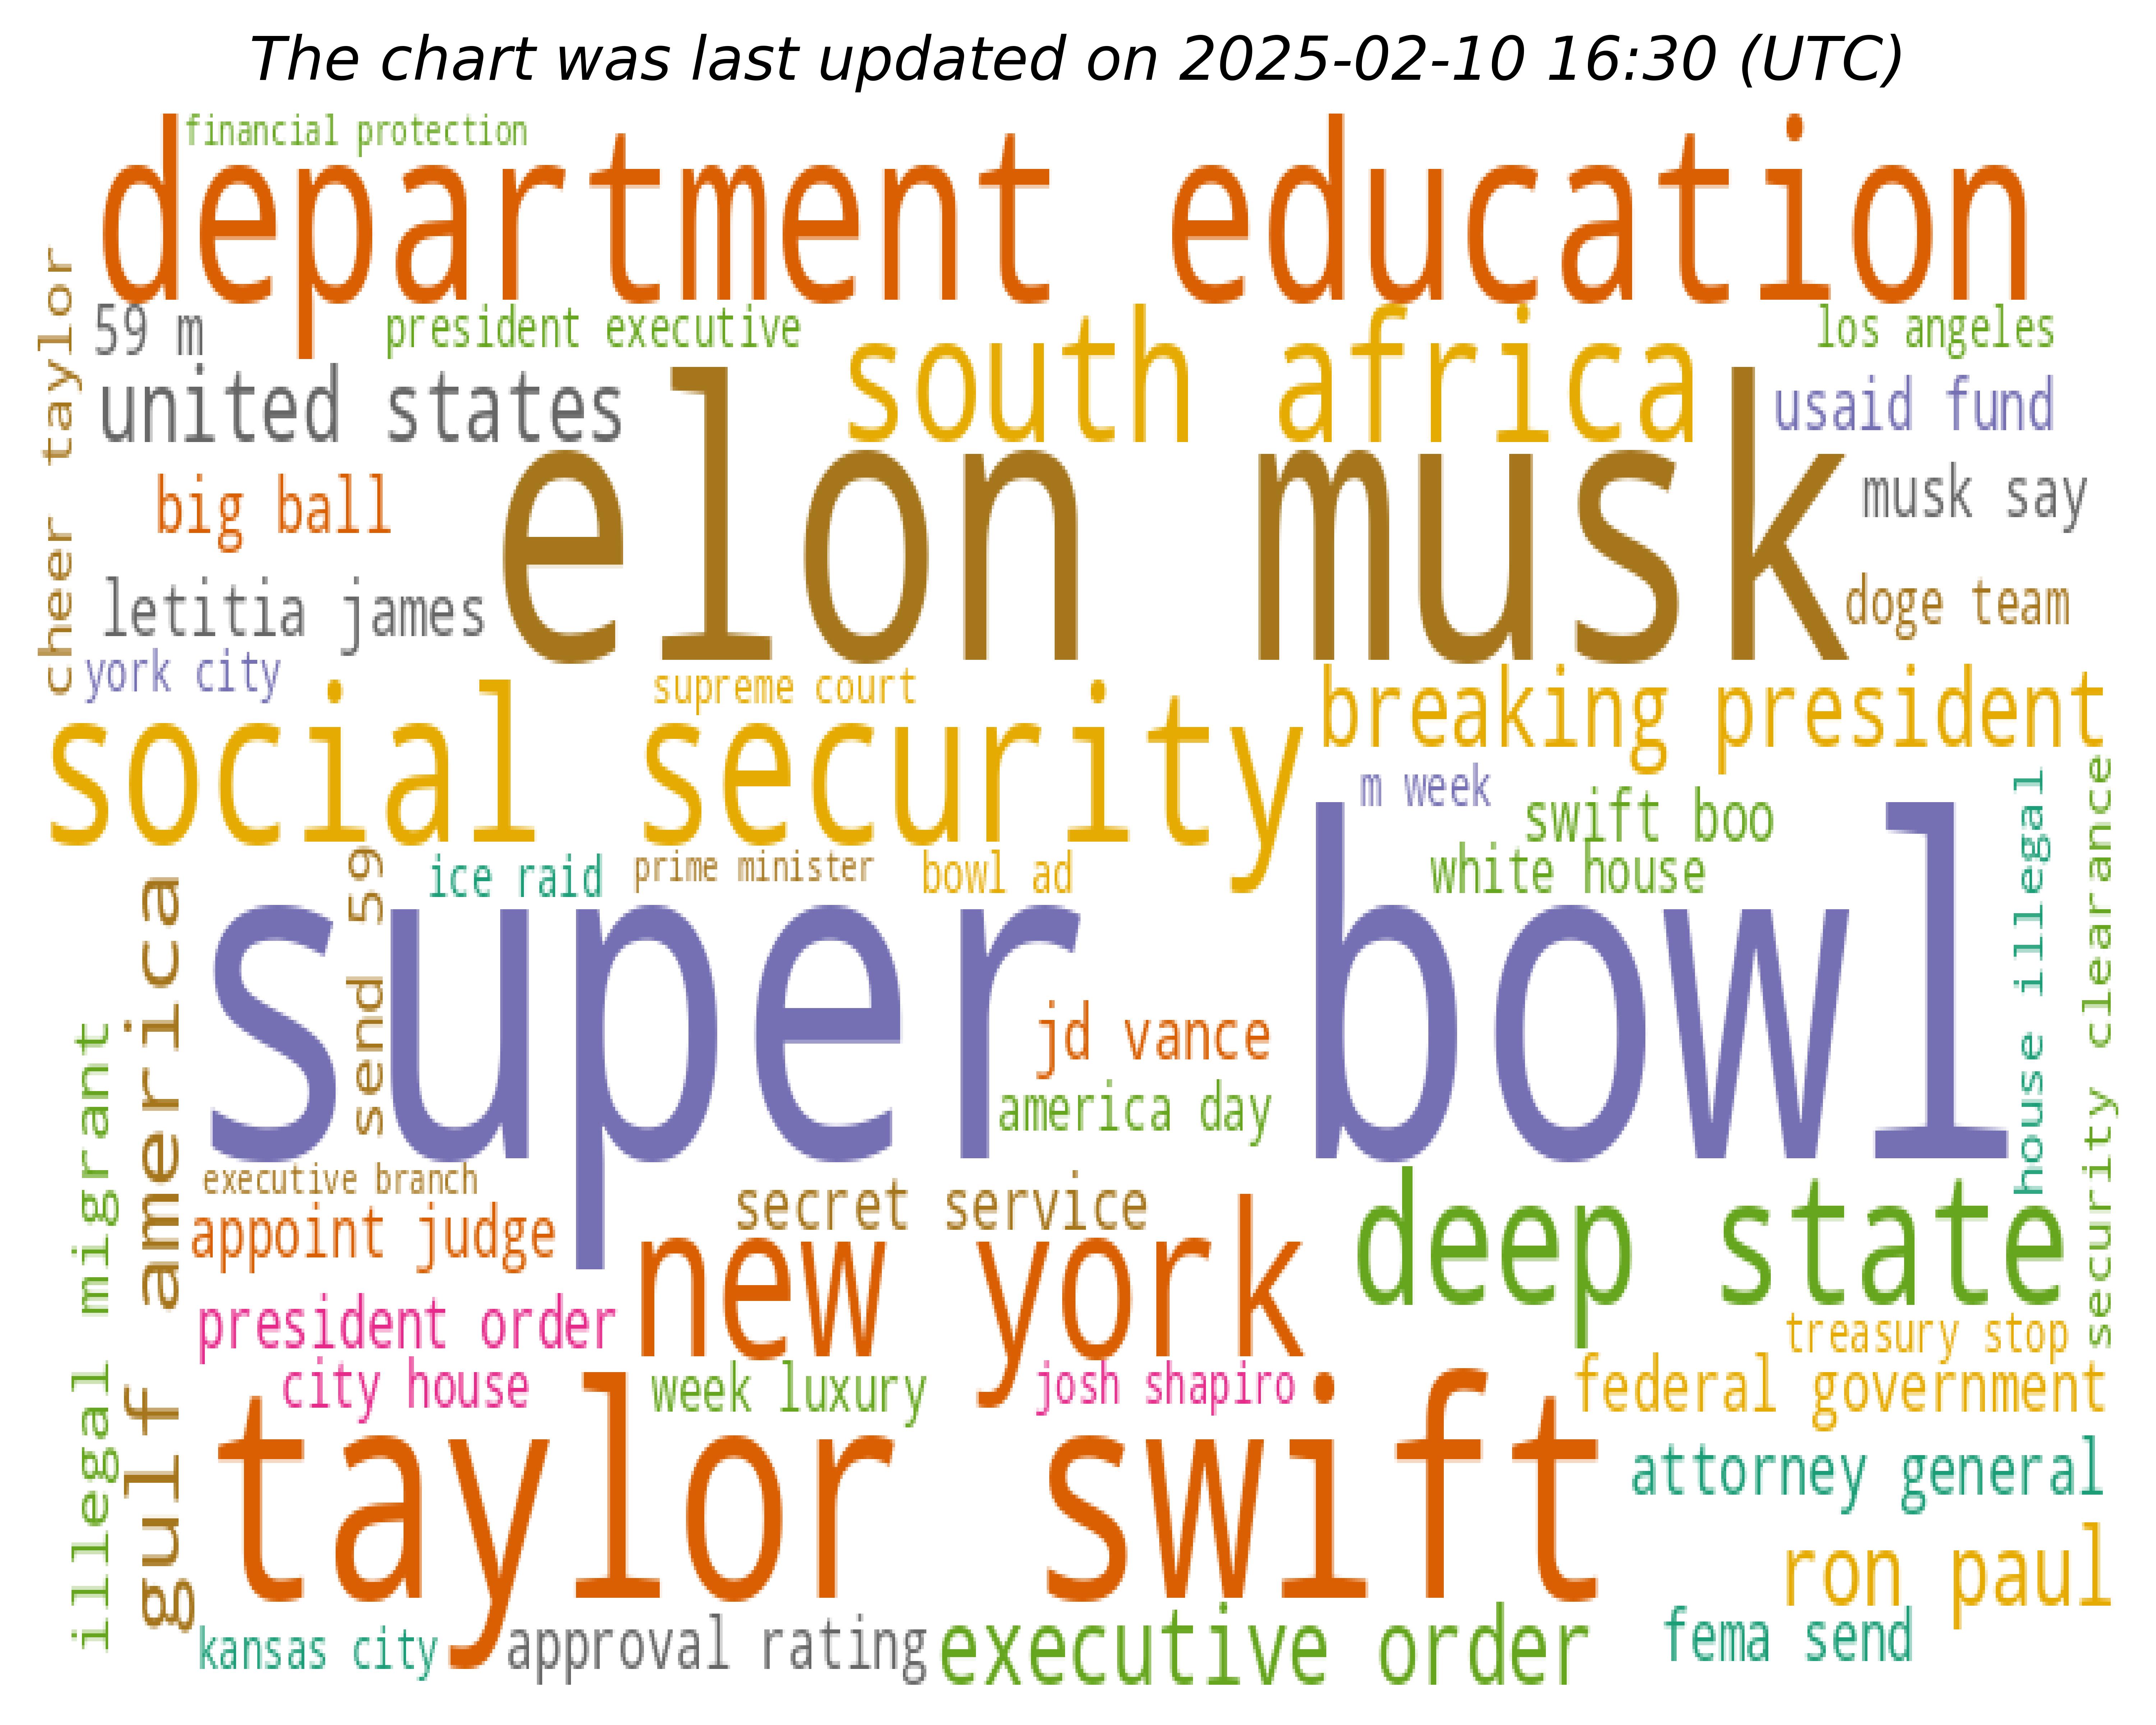 The chart was last updated on 2025-02-10 16:30 (UTC)
financial protection
department education
cheer taylor
59 m
president executive
south africa
los angeles
united states
usaid fund
elon musk
big ball
musk say
letitia james
doge team
york city
supreme court
breaking president
social security
m week
swift boo
white house
house illegal
security clearance
send 59
ice raid
prime minister
bowl ad
super bowl
gulf america
illegal migrant
jd vance
america day
executive branch
secret service
deep state
appoint judge
new york
president order
treasury stop
city house
week luxury
josh shapiro
federal government
taylor swift
attorney general
ron paul
kansas city
approval rating
executive order
fema send